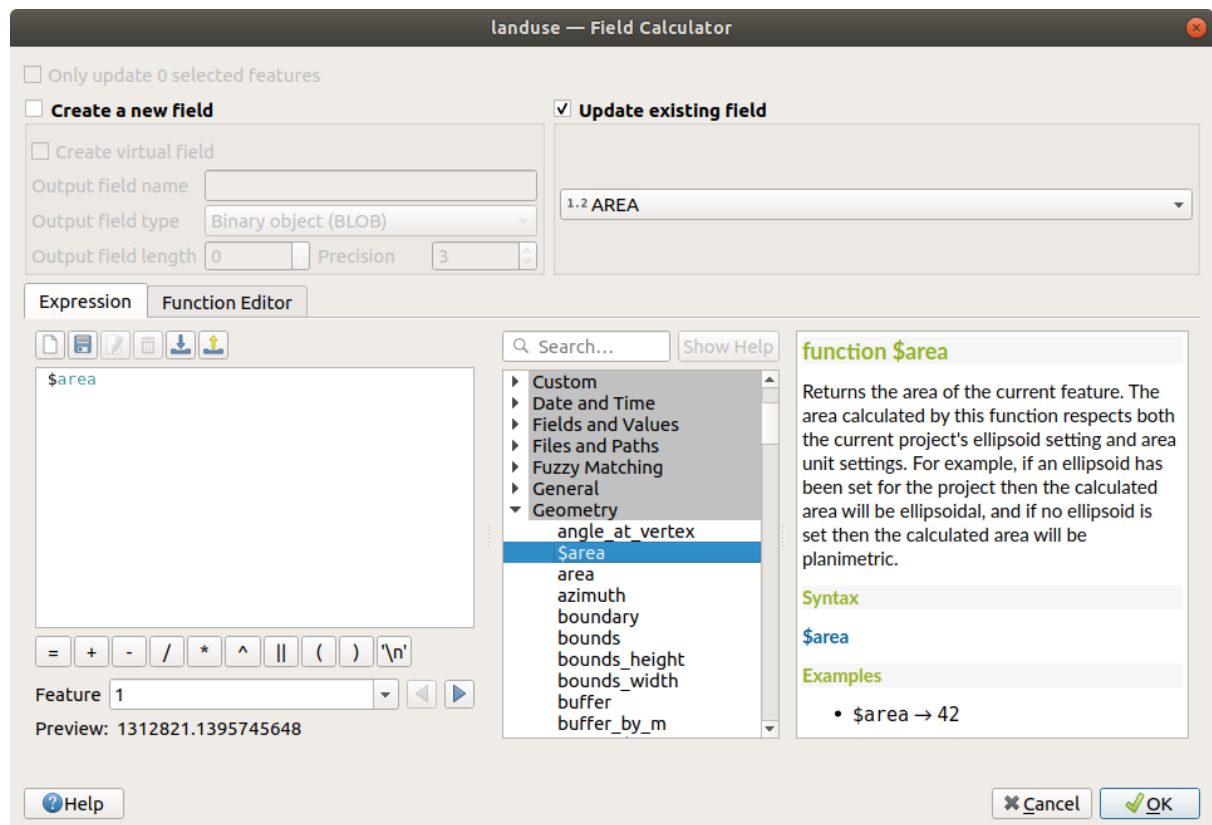 landuse — Field Calculator
Only update 0 selected features
Create a new field
Update existing field
Create virtual field
Output field name
Output field type Binary object (BLOB)
Output field length 0 Precision 3
1.2 AREA
Expression Function Editor
Search... Show Help
$area
= + - / * ^ || ( ) '\n'
Feature 1
Preview: 1312821.1395745648
Custom
Date and Time
Fields and Values
Files and Paths
Fuzzy Matching
General
Geometry
angle_at_vertex
$area
area
azimuth
boundary
bounds
bounds_height
bounds_width
buffer
buffer_by_m
function $area
Returns the area of the current feature. The
area calculated by this function respects both
the current project's ellipsoid setting and area
unit settings. For example, if an ellipsoid has
been set for the project then the calculated
area will be ellipsoidal, and if no ellipsoid is
set then the calculated area will be
planimetric.
Syntax
$area
Examples
• $area → 42
Help
Cancel
OK